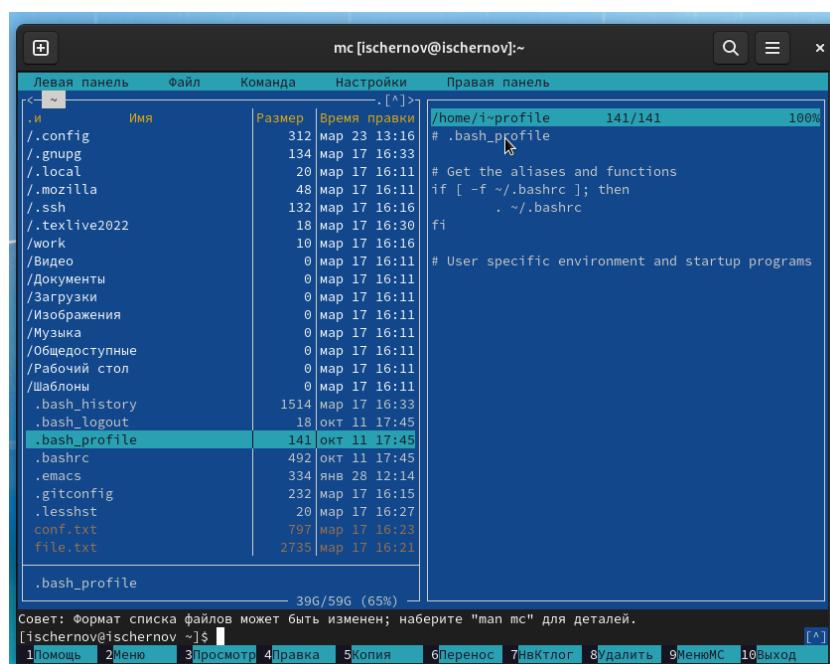 mc [ischernov@ischernov]:~
Левая панель Файл Команда Настройки Правая панель
<- ~ .[^]>
.и Имя Размер Время правки
/.config 312 мар 23 13:16
/.gnupg 134 мар 17 16:33
/.local 20 мар 17 16:11
/.mozilla 48 мар 17 16:11
/.ssh 132 мар 17 16:16
/.texlive2022 18 мар 17 16:30
/work 10 мар 17 16:16
/Видео 0 мар 17 16:11
/Документы 0 мар 17 16:11
/Загрузки 0 мар 17 16:11
/Изображения 0 мар 17 16:11
/Музыка 0 мар 17 16:11
/Общедоступные 0 мар 17 16:11
/Рабочий стол 0 мар 17 16:11
/Шаблоны 0 мар 17 16:11
.bash_history 1514 мар 17 16:33
.bash_logout 18 окт 11 17:45
.bash_profile 141 окт 11 17:45
.bashrc 492 окт 11 17:45
.emacs 334 янв 28 12:14
.gitconfig 232 мар 17 16:15
.lesshst 20 мар 17 16:27
conf.txt 797 мар 17 16:23
file.txt 2735 мар 17 16:21
.bash_profile
39G/59G (65%)
/home/i~profile 141/141 100%
# .bash_profile
# Get the aliases and functions
if [ -f ~/.bashrc ]; then
. ~/.bashrc
fi
# User specific environment and startup programs
Совет: Формат списка файлов может быть изменен; наберите "man mc" для деталей.
[ischernov@ischernov ~]$ [^]
1Помощь 2Меню 3Просмотр 4Правка 5Копия 6Перенос 7НвКтлог 8Удалить 9МенюMC 10Выход